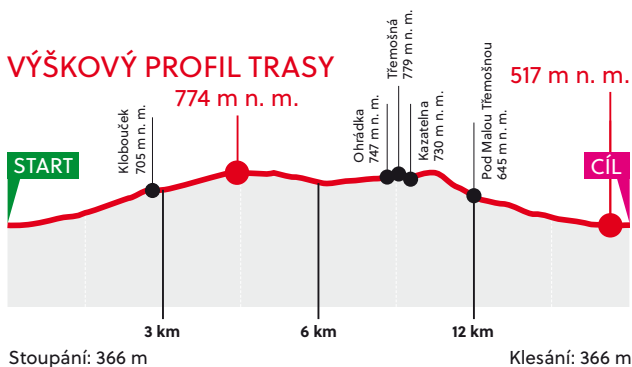 VÝŠKOVÝ PROFIL TRASY
774 m n. m.
517 m n. m.
START
Klobouček
705 m n. m.
Ohrádka
747 m n. m.
Třemošná
779 m n. m.
Kazatelna
730 m n. m.
Pod Malou Třemošnou
645 m n. m.
CÍL
3 km
6 km
12 km
Stoupání: 366 m
Klesání: 366 m